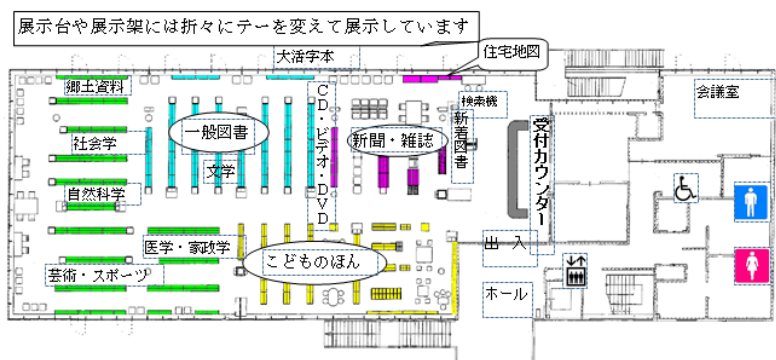 展示台や展示架には折々にテーを変えて展示しています
大活字本
住宅地図
郷土資料
CD・ビデオ・DVD
検索機
会議室
一般図書
新聞・雑誌
新着図書
受付カウンター
社会学
文学
自然科学
医学・家政学
こどものほん
出 入
芸術・スポーツ
ホール